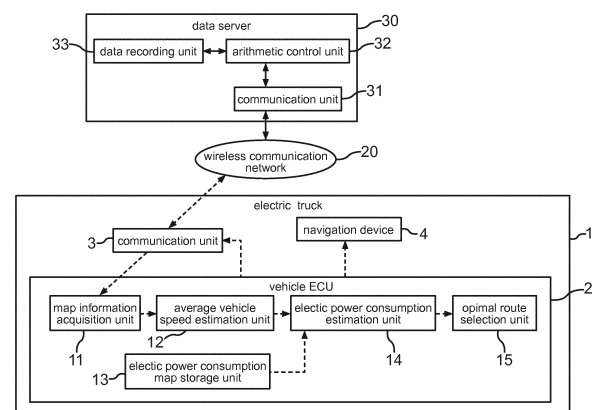 data server
30
33
data recording unit
arithmetic control unit
32
communication unit
31
wireless communication
network
20
electric truck
1
3
communication unit
navigation device
4
vehicle ECU
2
map information
acquisition unit
average vehicle
speed estimation unit
electic power consumption
estimation unit
opimal route
selection unit
11
12
14
15
13
electic power consumption
map storage unit